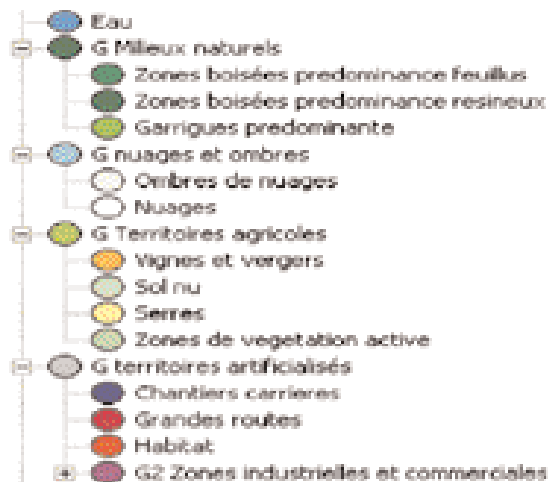 Eau
G Milieux naturels
Zones boisées predominance feuillus
Zones boisées predominance resineux
Garrigues predominante
G nuages et ombres
Ombres de nuages
Nuages
G Territoires agricoles
Vignes et vergers
Sol nu
Serres
Zones de vegetation active
G territoires artificialisés
Chantiers carrieres
Grandes routes
Habitat
G2 Zones industrielles et commerciales